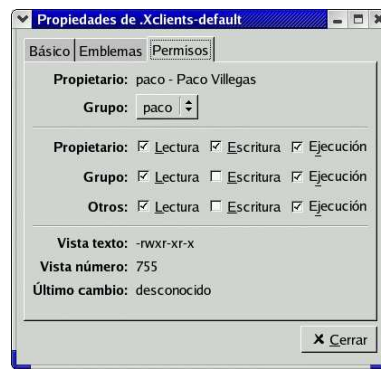 Propiedades de .Xclients-default
Básico Emblemas Permisos
Propietario: paco - Paco Villegas
Grupo: paco
Propietario: Lectura Escritura Ejecución
Grupo: Lectura Escritura Ejecución
Otros: Lectura Escritura Ejecución
Vista texto: -rwxr-xr-x
Vista número: 755
Último cambio: desconocido
Cerrar